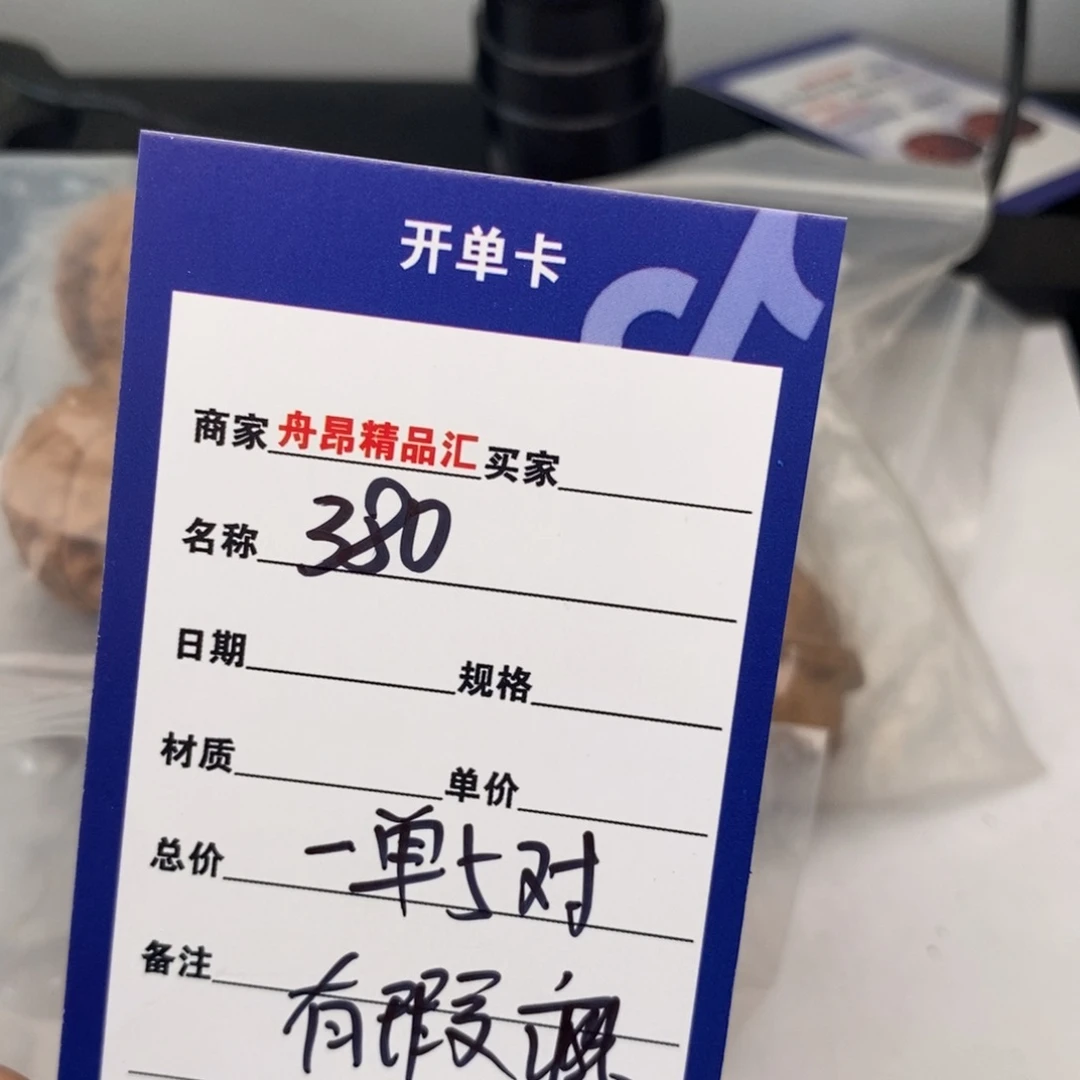 开单卡
商家 舟昂精品汇 买家
名称 380
日期 规格
材质 单价
总价 一单5对
备注 有瑕